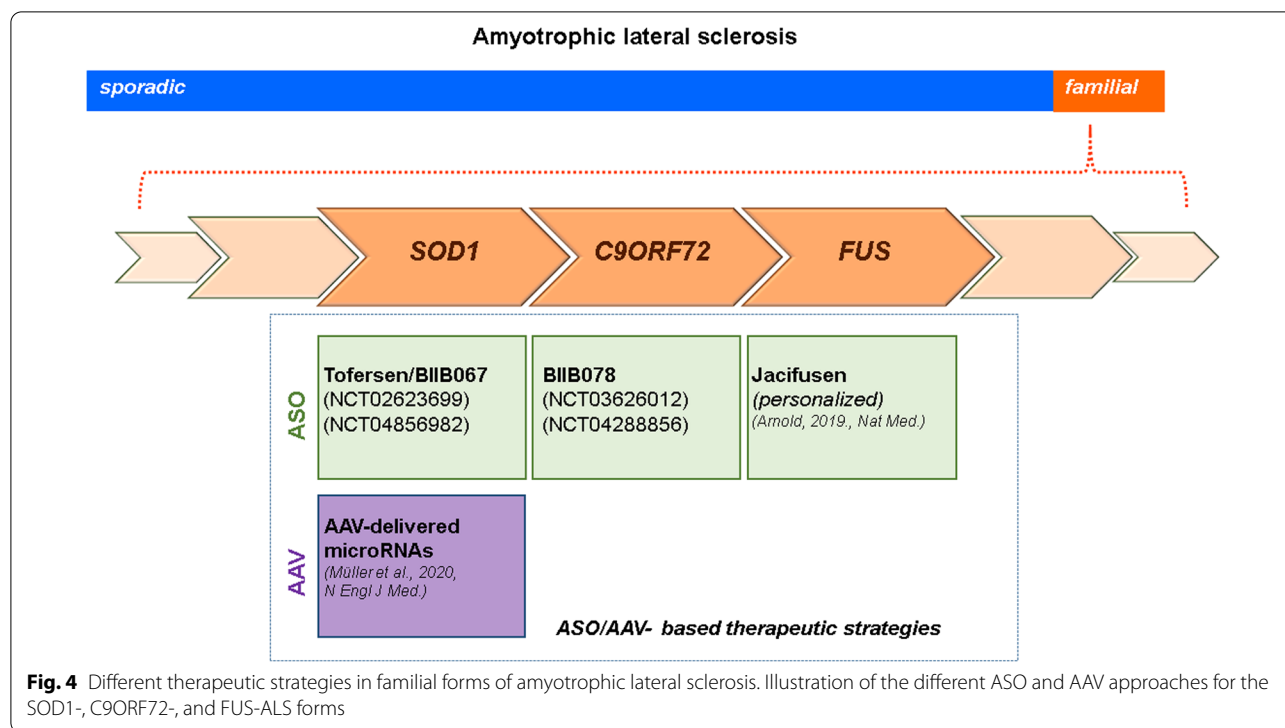 Amyotrophic lateral sclerosis
sporadic
familial
SOD1
C9ORF72
FUS
ASO
Tofersen/BIIB067
(NCT02623699)
(NCT04856982)
BIIB078
(NCT03626012)
(NCT04288856)
Jacifusen
(personalized)
(Arnold, 2019., Nat Med.)
AAV
AAV-delivered
microRNAs
(Müller et al., 2020,
N Engl J Med.)
ASO/AAV- based therapeutic strategies
Fig. 4 Different therapeutic strategies in familial forms of amyotrophic lateral sclerosis. Illustration of the different ASO and AAV approaches for the
SOD1-, C9ORF72-, and FUS-ALS forms